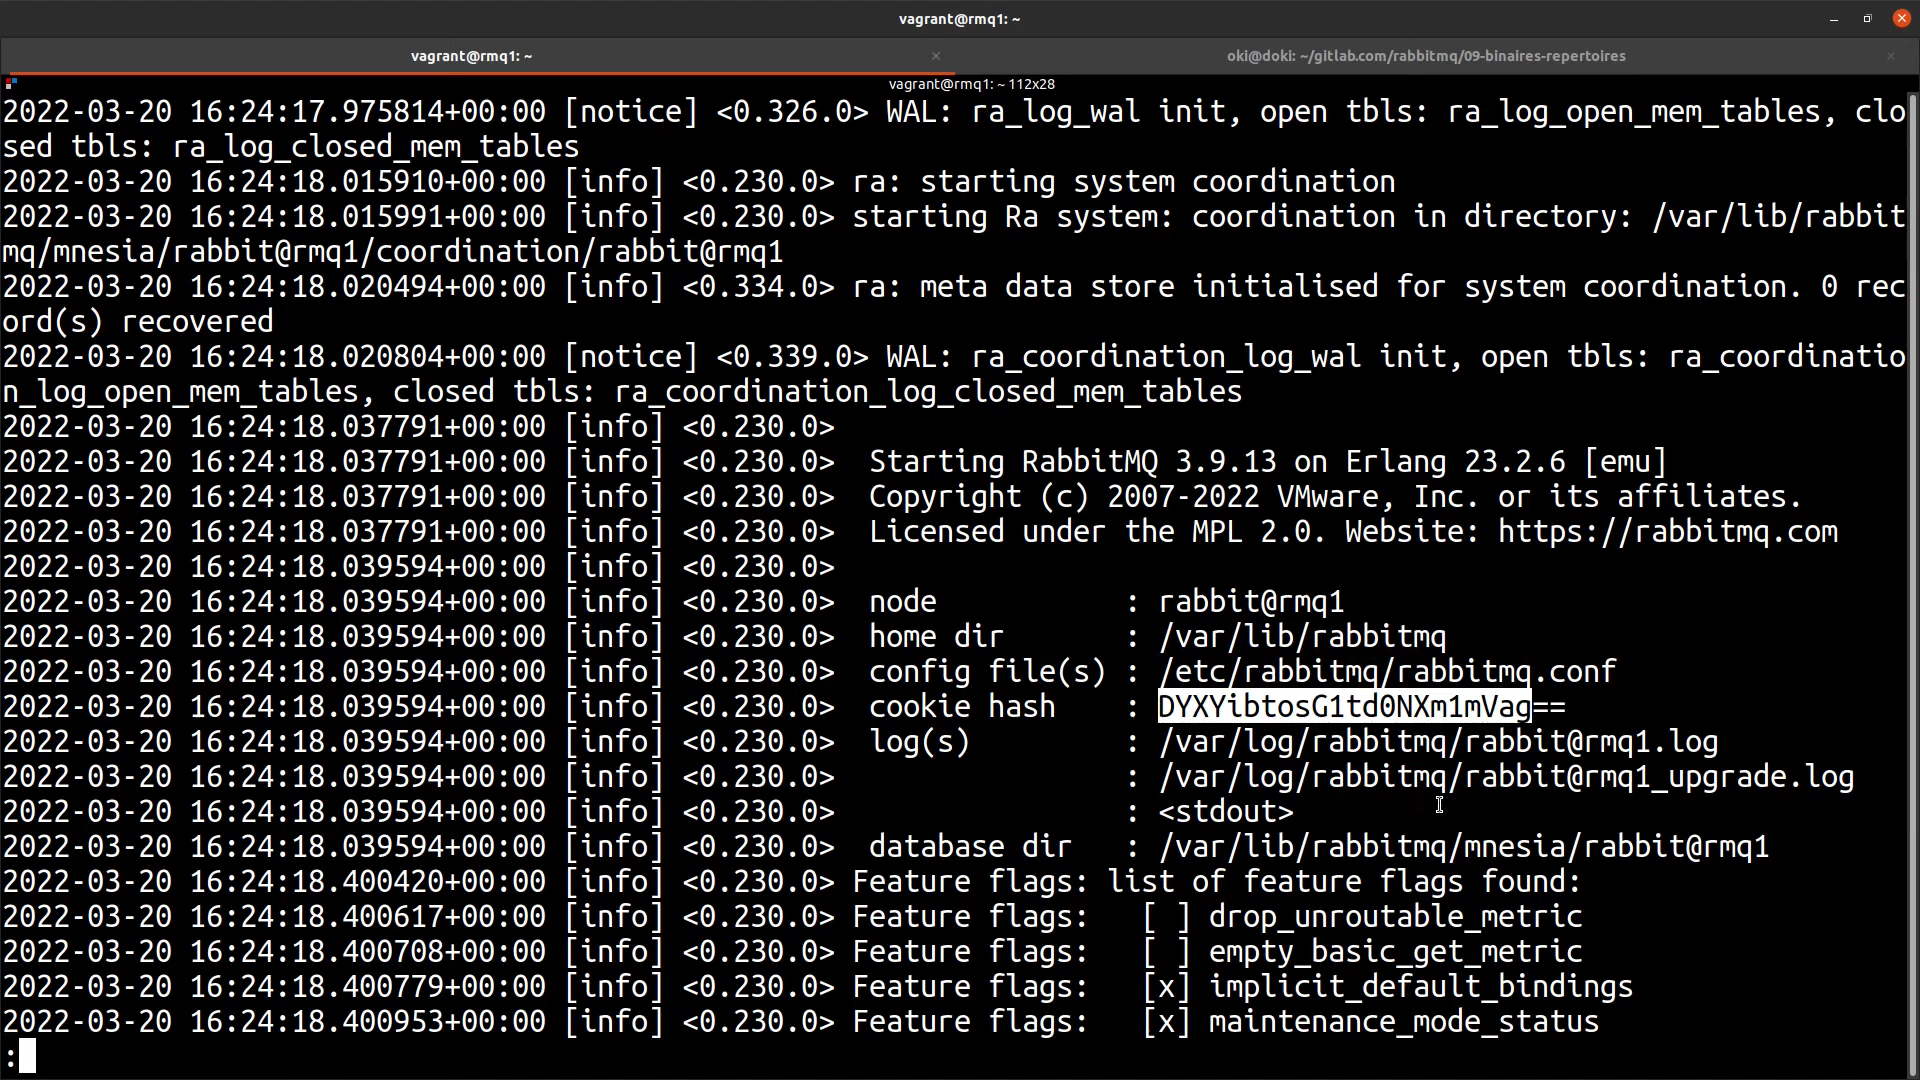 vagrant@rmq1: ~
vagrant@rmq1: ~
oki@doki: ~/gitlab.com/rabbitmq/09-binaires-repertoires
vagrant@rmq1: ~ 112x28
2022-03-20 16:24:17.975814+00:00 [notice] <0.326.0> WAL: ra_log_wal init, open tbls: ra_log_open_mem_tables, clo
sed tbls: ra_log_closed_mem_tables
2022-03-20 16:24:18.015910+00:00 [info] <0.230.0> ra: starting system coordination
2022-03-20 16:24:18.015991+00:00 [info] <0.230.0> starting Ra system: coordination in directory: /var/lib/rabbit
mq/mnesia/rabbit@rmq1/coordination/rabbit@rmq1
2022-03-20 16:24:18.020494+00:00 [info] <0.334.0> ra: meta data store initialised for system coordination. 0 rec
ord(s) recovered
2022-03-20 16:24:18.020804+00:00 [notice] <0.339.0> WAL: ra_coordination_log_wal init, open tbls: ra_coordinatio
n_log_open_mem_tables, closed tbls: ra_coordination_log_closed_mem_tables
2022-03-20 16:24:18.037791+00:00 [info] <0.230.0>
2022-03-20 16:24:18.037791+00:00 [info] <0.230.0>  Starting RabbitMQ 3.9.13 on Erlang 23.2.6 [emu]
2022-03-20 16:24:18.037791+00:00 [info] <0.230.0>  Copyright (c) 2007-2022 VMware, Inc. or its affiliates.
2022-03-20 16:24:18.037791+00:00 [info] <0.230.0>  Licensed under the MPL 2.0. Website: https://rabbitmq.com
2022-03-20 16:24:18.039594+00:00 [info] <0.230.0>
2022-03-20 16:24:18.039594+00:00 [info] <0.230.0>  node           : rabbit@rmq1
2022-03-20 16:24:18.039594+00:00 [info] <0.230.0>  home dir       : /var/lib/rabbitmq
2022-03-20 16:24:18.039594+00:00 [info] <0.230.0>  config file(s) : /etc/rabbitmq/rabbitmq.conf
2022-03-20 16:24:18.039594+00:00 [info] <0.230.0>  cookie hash    : DYXYibtosG1td0NXm1mVag==
2022-03-20 16:24:18.039594+00:00 [info] <0.230.0>  log(s)         : /var/log/rabbitmq/rabbit@rmq1.log
2022-03-20 16:24:18.039594+00:00 [info] <0.230.0>                 : /var/log/rabbitmq/rabbit@rmq1_upgrade.log
2022-03-20 16:24:18.039594+00:00 [info] <0.230.0>                 : <stdout>
2022-03-20 16:24:18.039594+00:00 [info] <0.230.0>  database dir   : /var/lib/rabbitmq/mnesia/rabbit@rmq1
2022-03-20 16:24:18.400420+00:00 [info] <0.230.0> Feature flags: list of feature flags found:
2022-03-20 16:24:18.400617+00:00 [info] <0.230.0> Feature flags:   [ ] drop_unroutable_metric
2022-03-20 16:24:18.400708+00:00 [info] <0.230.0> Feature flags:   [ ] empty_basic_get_metric
2022-03-20 16:24:18.400779+00:00 [info] <0.230.0> Feature flags:   [x] implicit_default_bindings
2022-03-20 16:24:18.400953+00:00 [info] <0.230.0> Feature flags:   [x] maintenance_mode_status
: